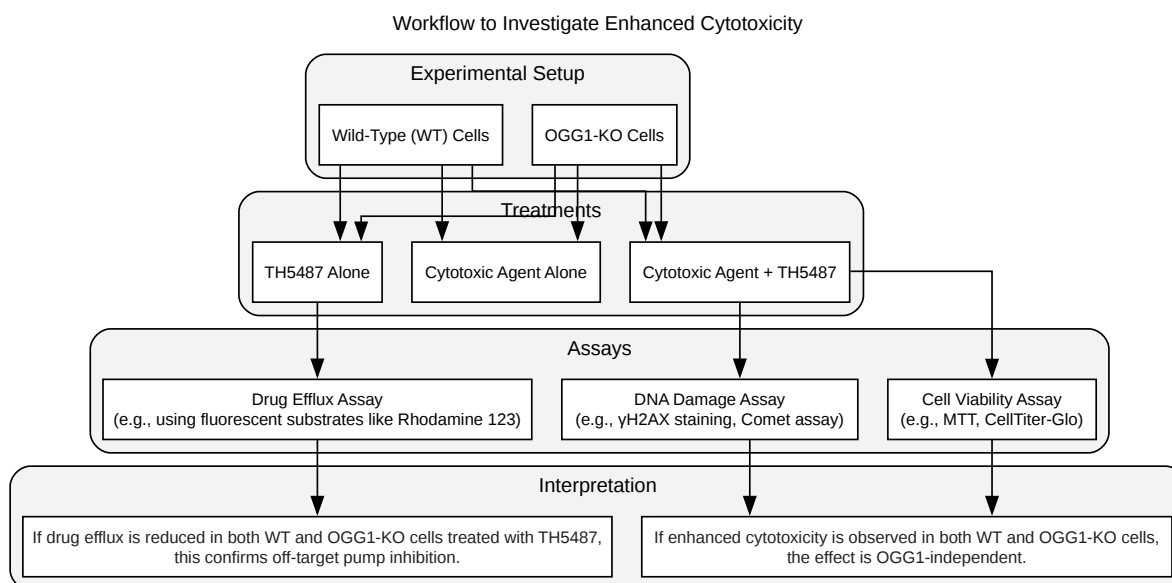 Workflow to Investigate Enhanced Cytotoxicity
Experimental Setup
Wild-Type (WT) Cells
OGG1-KO Cells
Treatments
TH5487 Alone
Cytotoxic Agent Alone
Cytotoxic Agent + TH5487
Assays
Drug Efflux Assay
(e.g., using fluorescent substrates like Rhodamine 123)
DNA Damage Assay
(e.g., γH2AX staining, Comet assay)
Cell Viability Assay
(e.g., MTT, CellTiter-Glo)
Interpretation
If drug efflux is reduced in both WT and OGG1-KO cells treated with TH5487,
this confirms off-target pump inhibition.
If enhanced cytotoxicity is observed in both WT and OGG1-KO cells,
the effect is OGG1-independent.